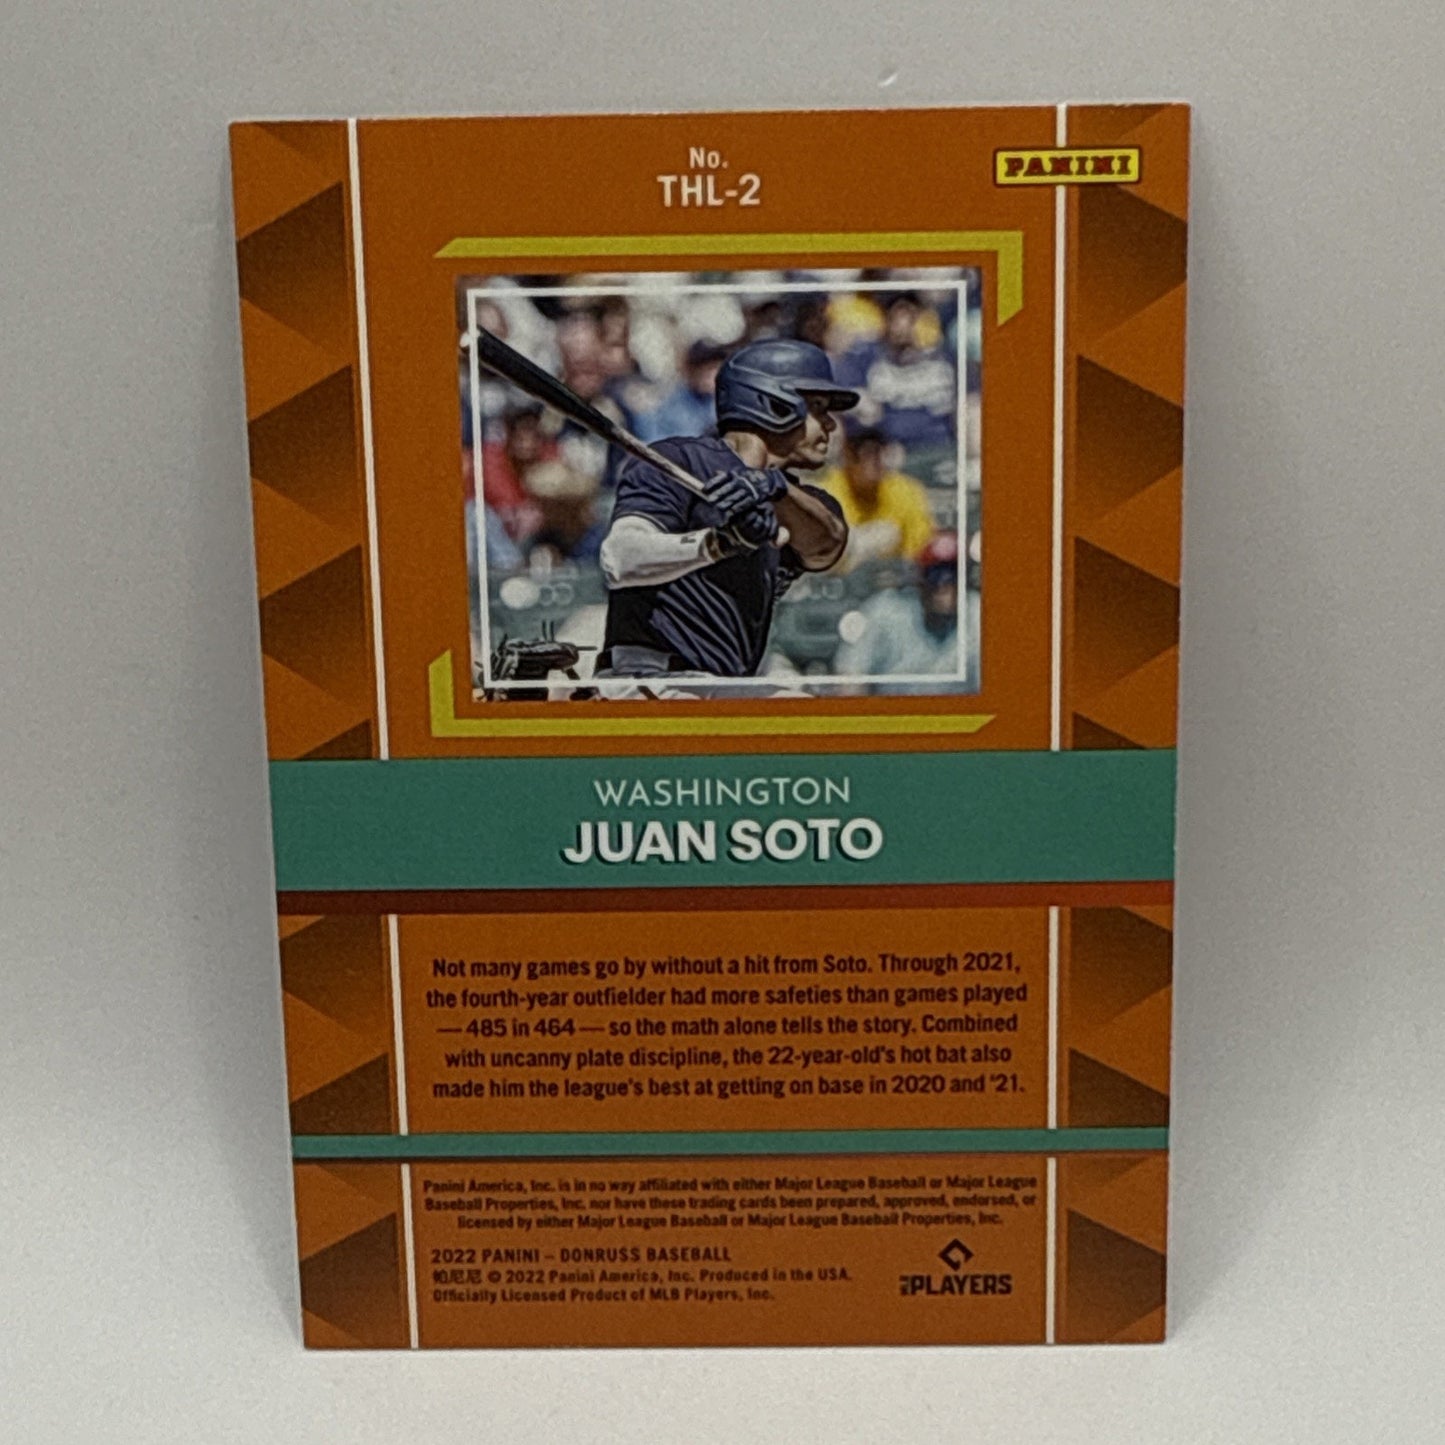 No.
THL-2
PANINI
WASHINGTON
JUAN SOTO
Not many games go by without a hit from Soto. Through 2021,
the fourth-year outfielder had more safeties than games played
— 485 in 464 — so the math alone tells the story. Combined
with uncanny plate discipline, the 22-year-old's hot bat also
made him the league's best at getting on base in 2020 and '21.
Panini America, Inc. is in no way affiliated with either Major League Baseball or Major League
Baseball Properties, Inc. nor have these trading cards been prepared, approved, endorsed, or
licensed by either Major League Baseball or Major League Baseball Properties, Inc.
2022 PANINI – DONRUSS BASEBALL
帕尼尼 © 2022 Panini America, Inc. Produced in the USA.
Officially Licensed Product of MLB Players, Inc.
MLB PLAYERS